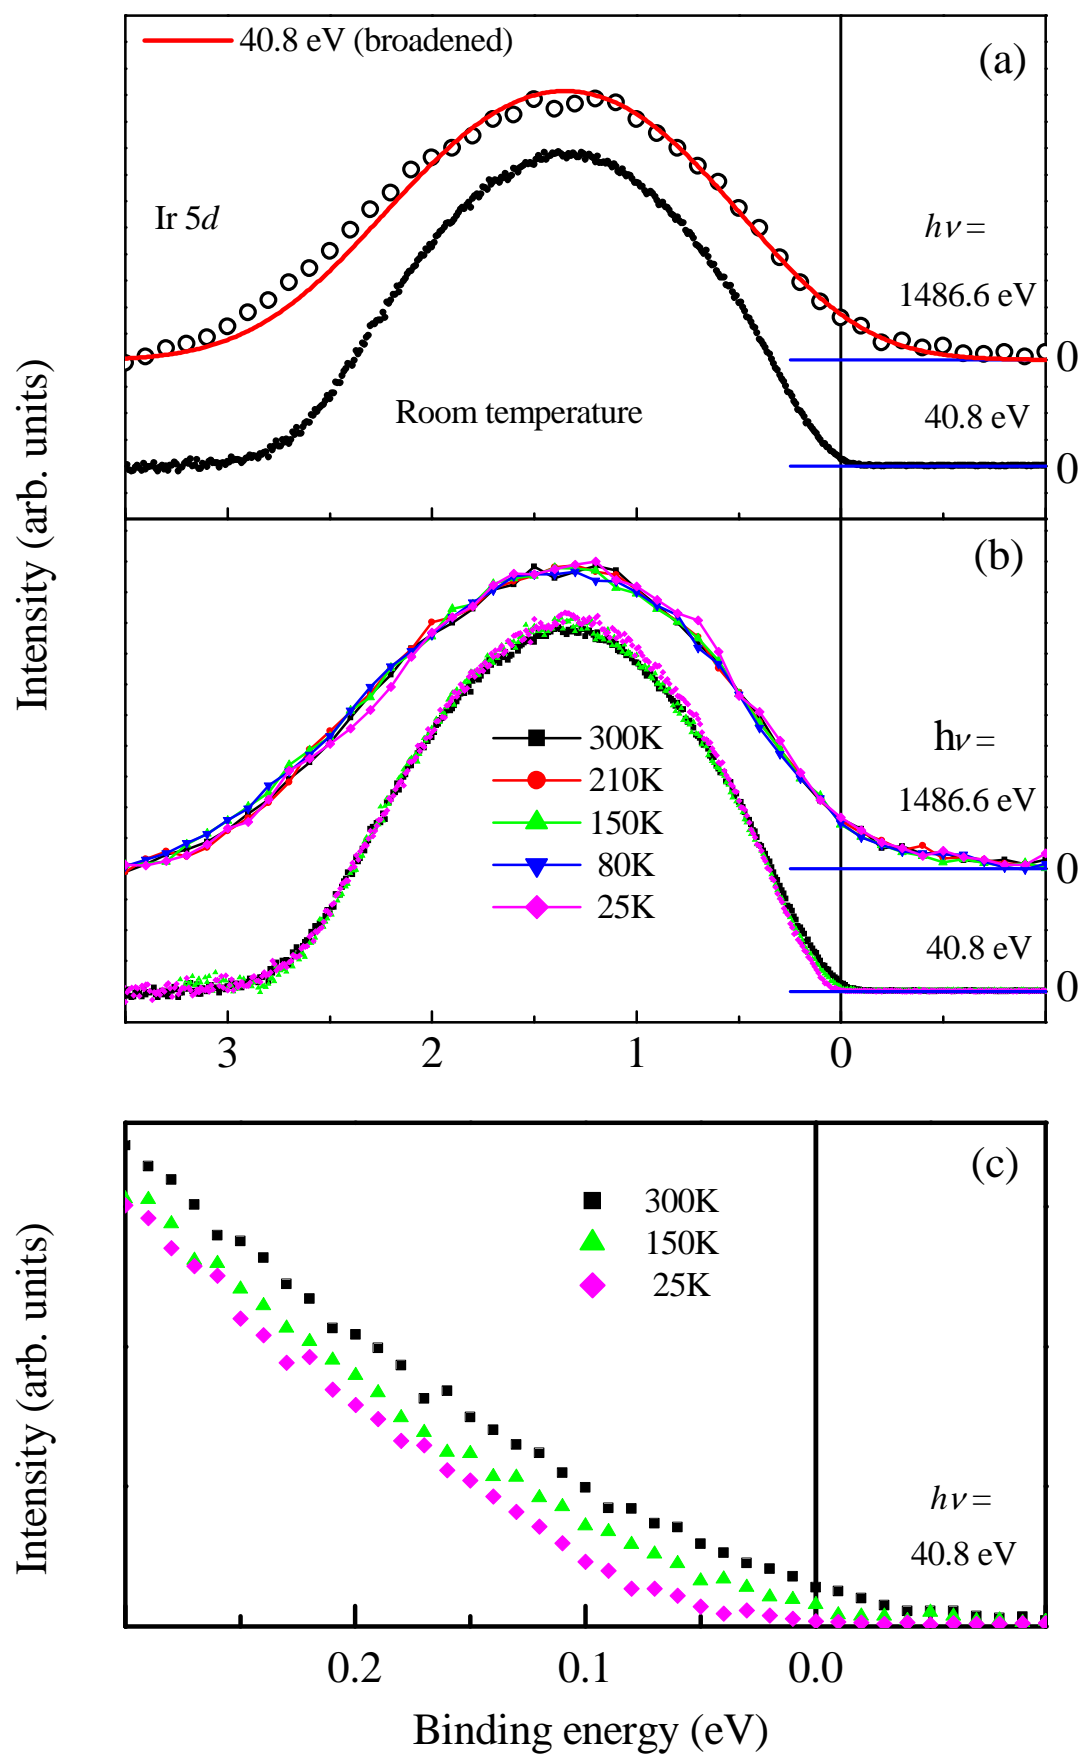 40.8 eV (broadened)
(a)
Ir 5d
hν =
1486.6 eV
0
Room temperature
40.8 eV
0
Intensity (arb. units)
(b)
300K
210K
150K
80K
25K
hν =
1486.6 eV
0
40.8 eV
0
3 2 1 0
(c)
300K
150K
25K
Intensity (arb. units)
hν =
40.8 eV
0.2 0.1 0.0
Binding energy (eV)